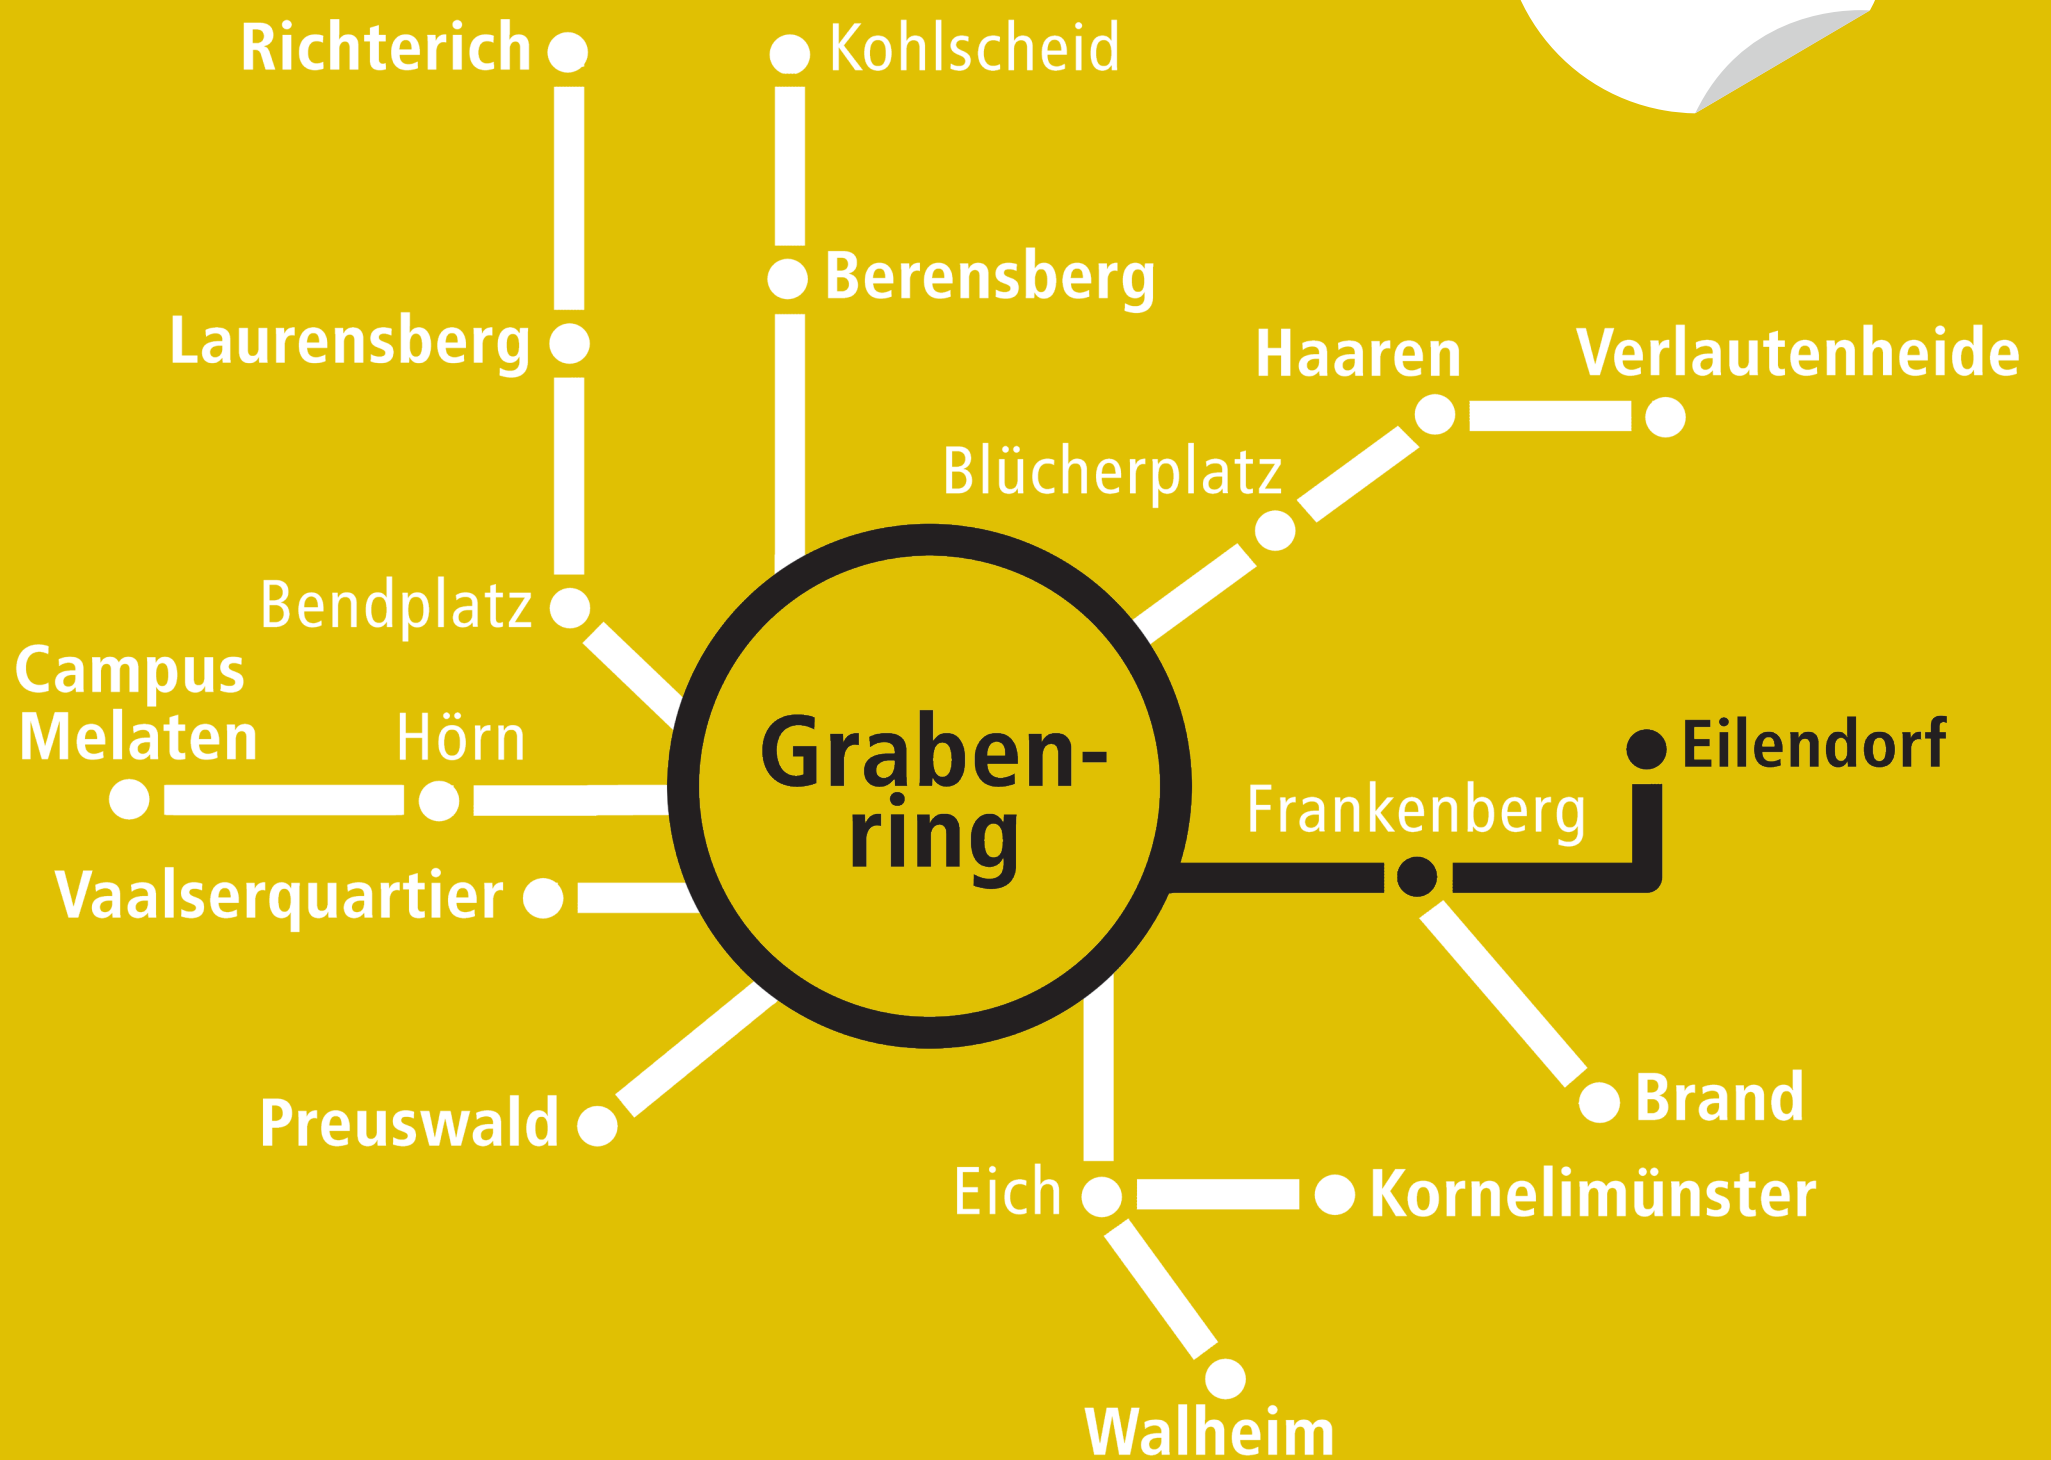 Richterich
Kohlscheid
Berensberg
Laurensberg
Haaren
Verlautenheide
Blücherplatz
Bendplatz
Campus
Melaten
Hörn
Graben-
ring
Eilendorf
Frankenberg
Vaalserquartier
Preuswald
Brand
Eich
Kornelimünster
Walheim